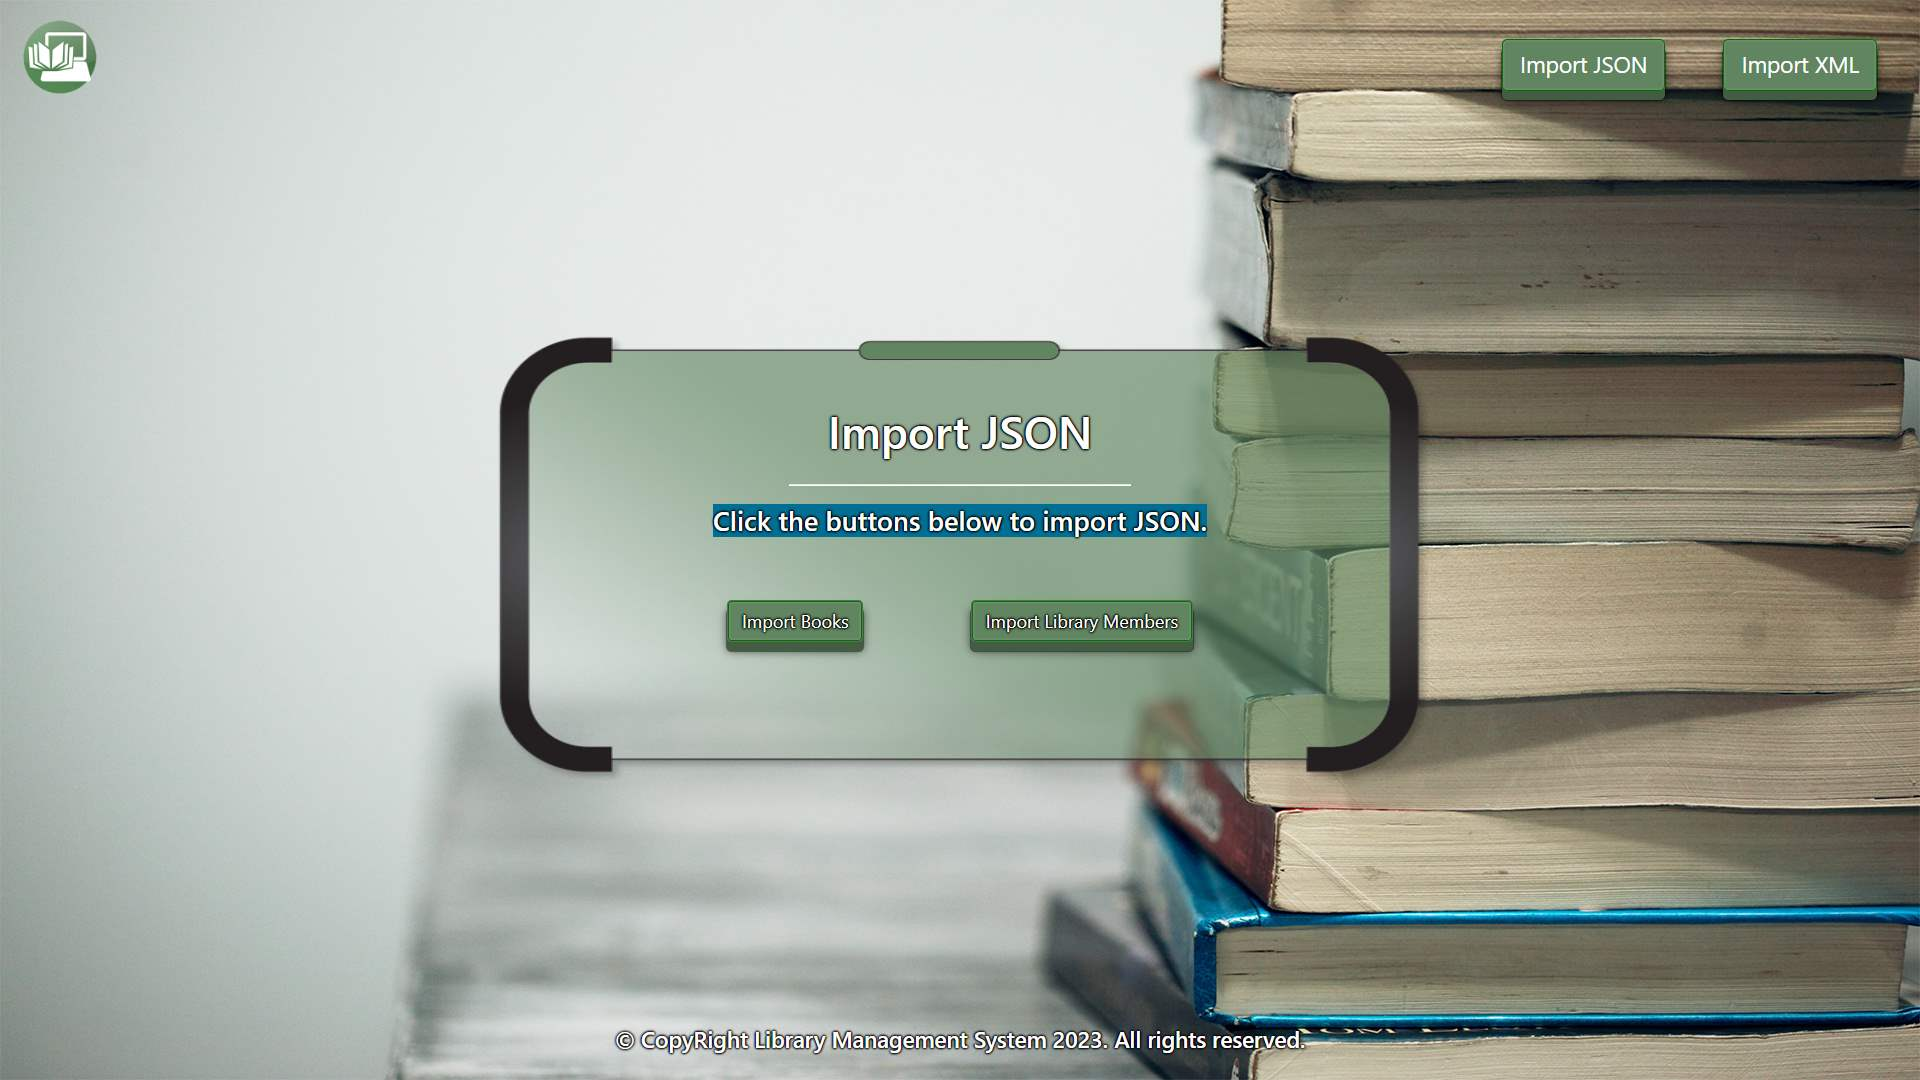 Import JSON
Import XML
Import JSON
Click the buttons below to import JSON.
Import Books
Import Library Members
© CopyRight Library Management System 2023. All rights reserved.